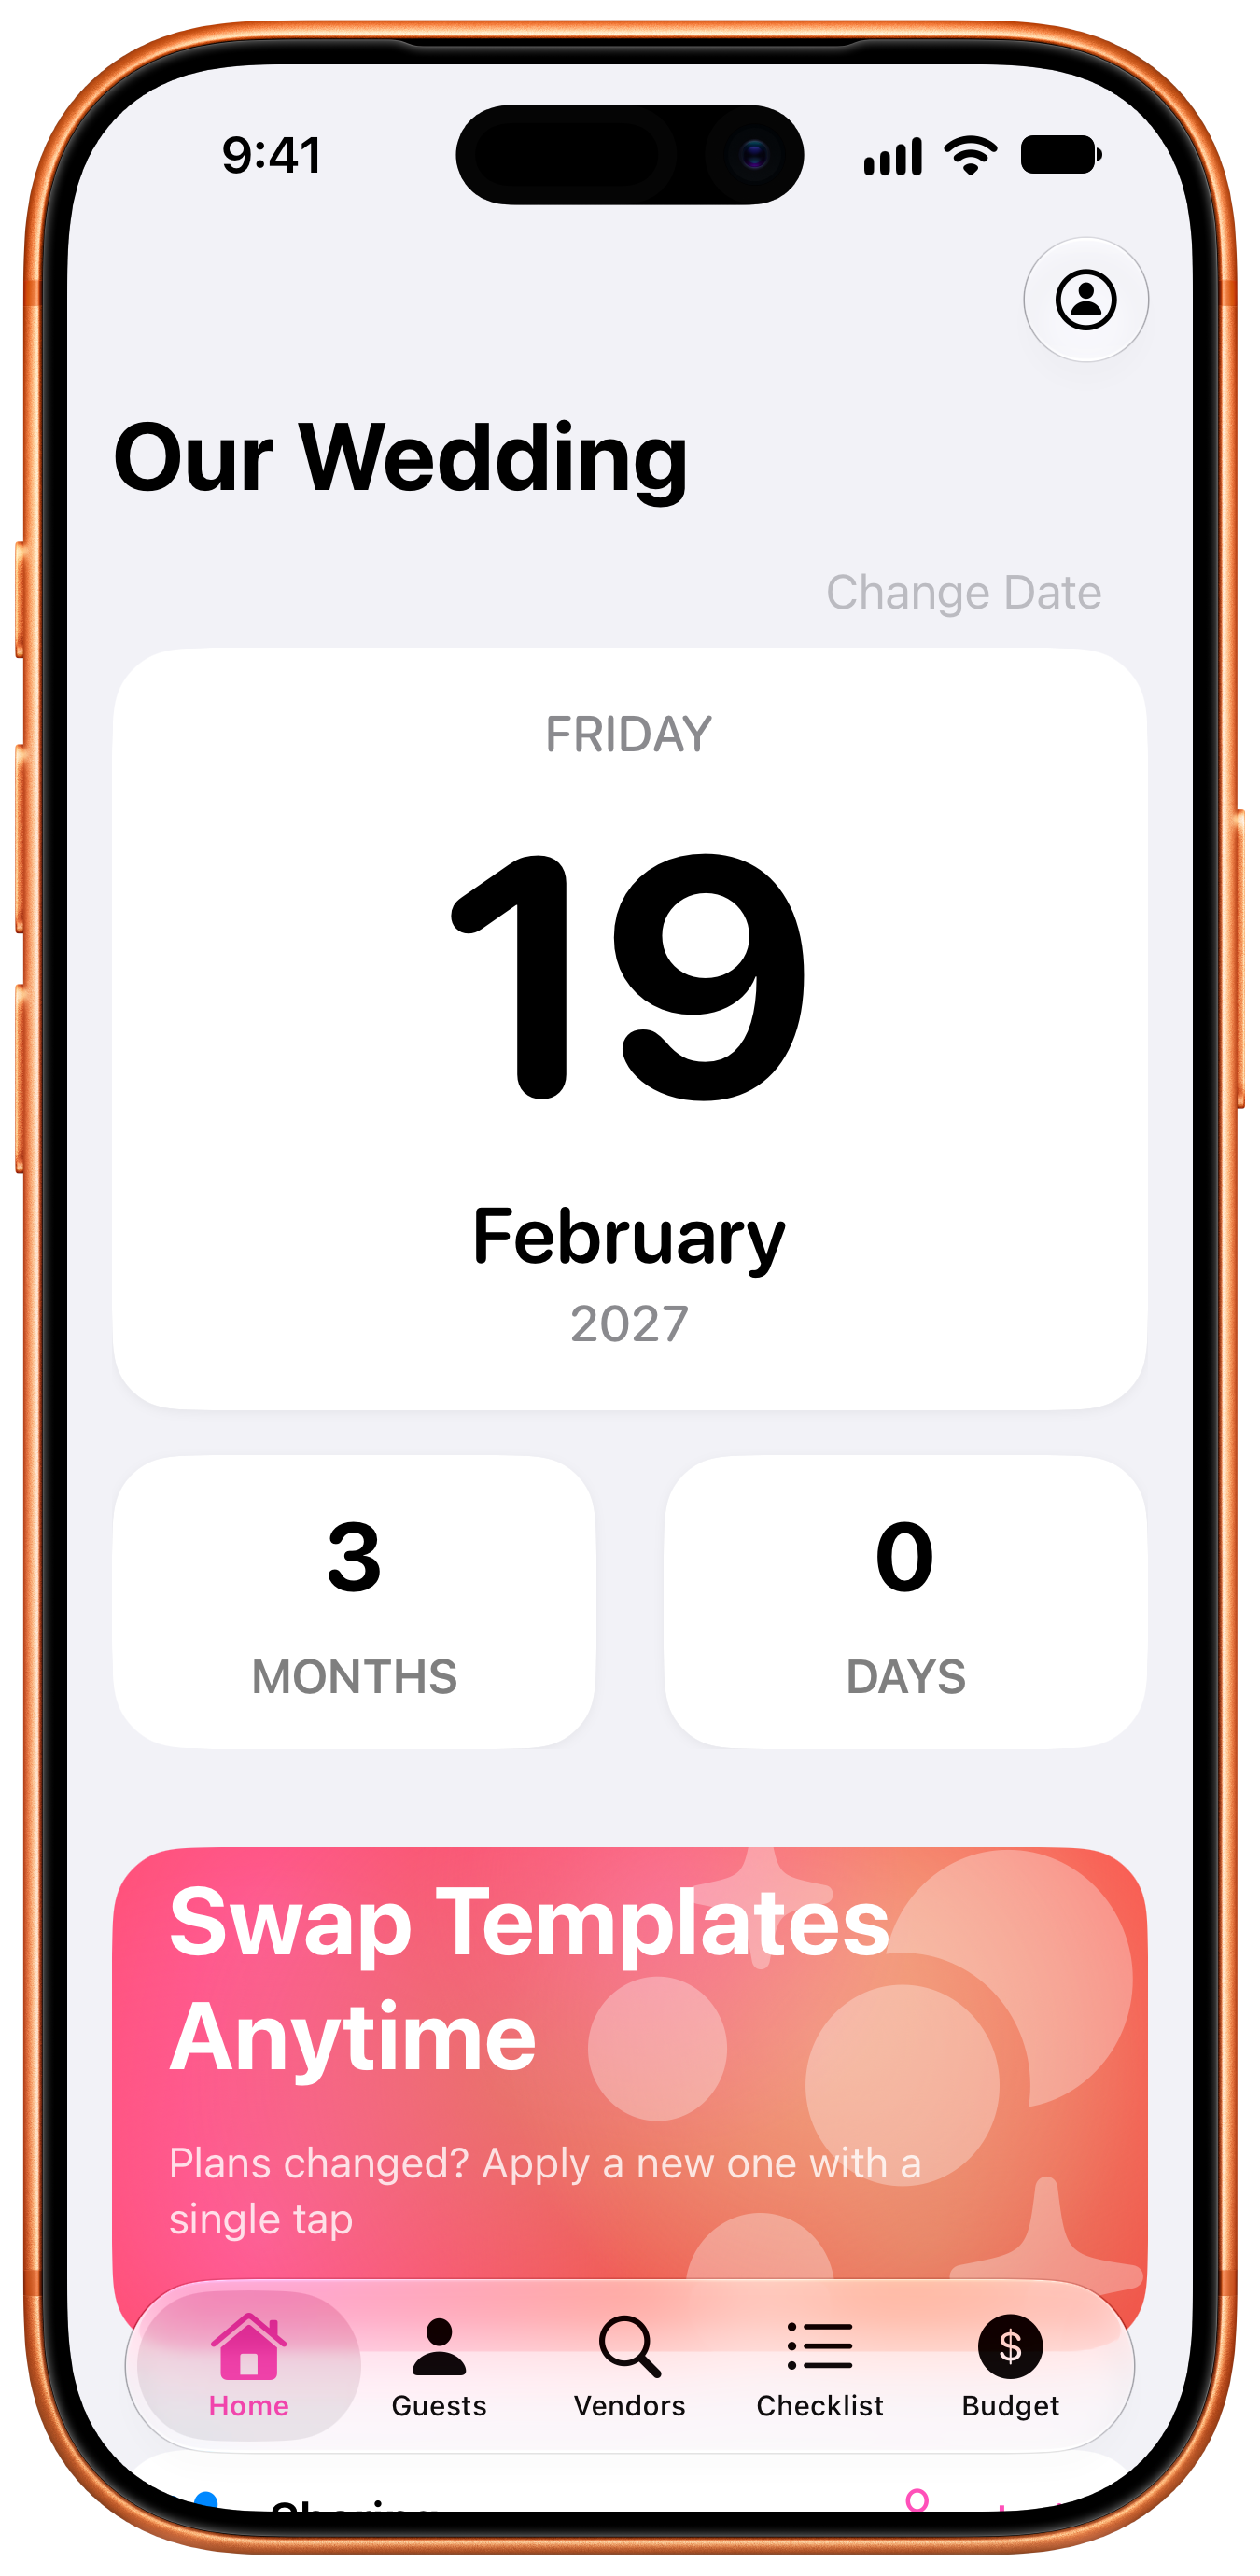 9:41
Our Wedding
Change Date
FRIDAY
19
February
2027
3
MONTHS
0
DAYS
Swap Templates
Anytime
Plans changed? Apply a new one with a
single tap
$
Home
Guests
Vendors
Checklist
Budget